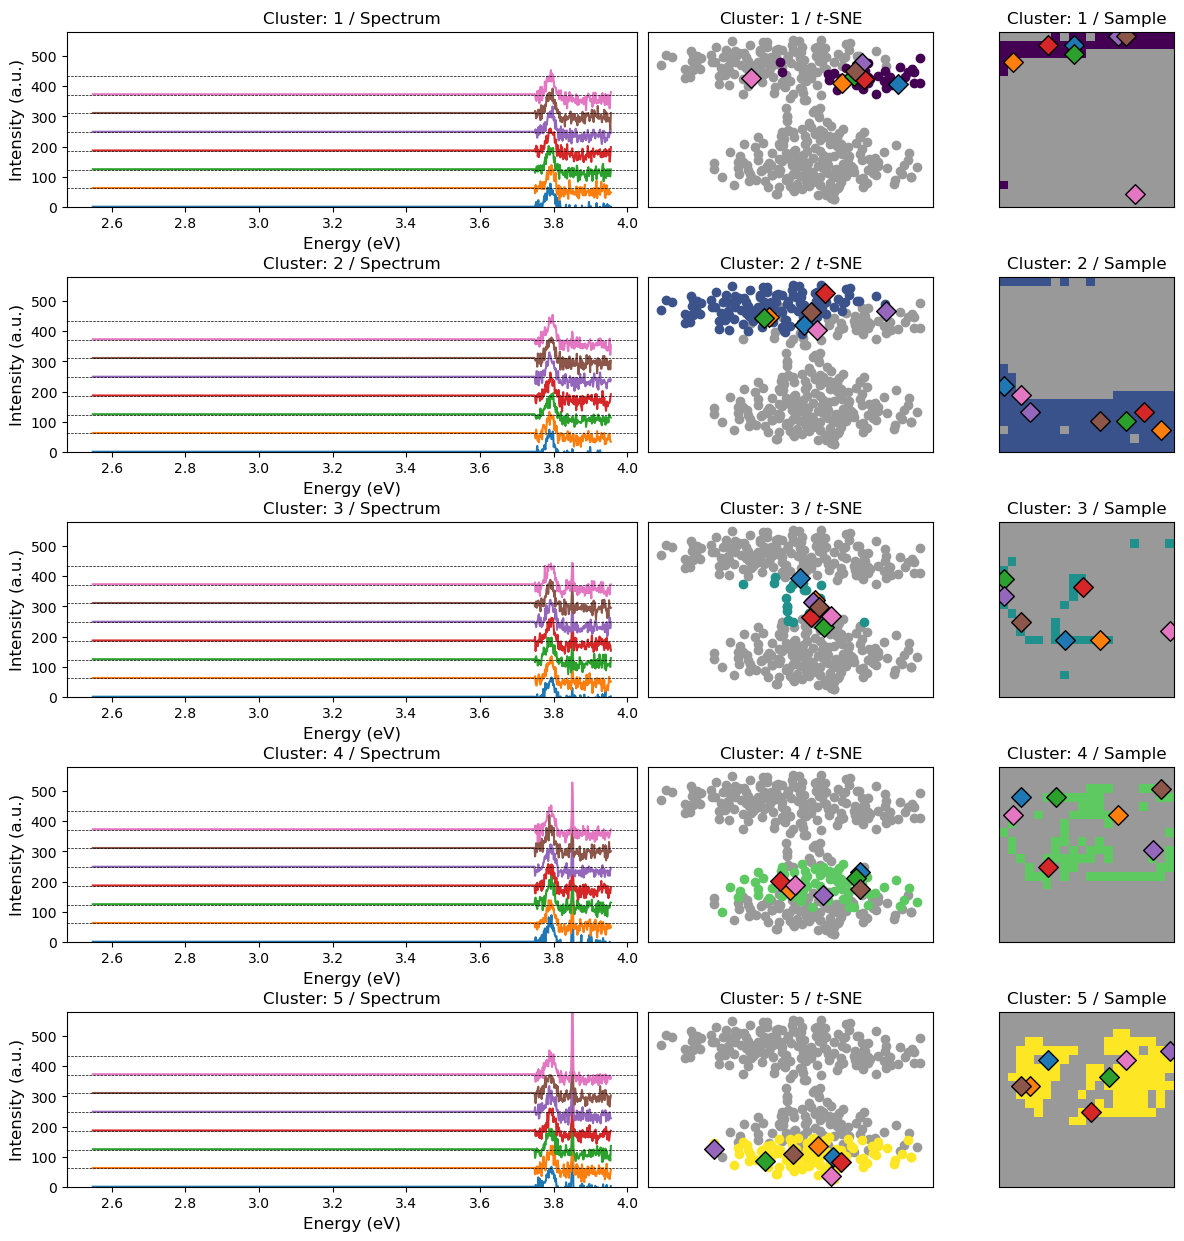 Cluster: 1 / Spectrum
Cluster: 1 / t-SNE
Cluster: 1 / Sample
Intensity (a.u.)
500
400
300
200
100
0
2.6 2.8 3.0 3.2 3.4 3.6 3.8 4.0
Energy (eV)
Cluster: 2 / Spectrum
Cluster: 2 / t-SNE
Cluster: 2 / Sample
Intensity (a.u.)
500
400
300
200
100
0
2.6 2.8 3.0 3.2 3.4 3.6 3.8 4.0
Energy (eV)
Cluster: 3 / Spectrum
Cluster: 3 / t-SNE
Cluster: 3 / Sample
Intensity (a.u.)
500
400
300
200
100
0
2.6 2.8 3.0 3.2 3.4 3.6 3.8 4.0
Energy (eV)
Cluster: 4 / Spectrum
Cluster: 4 / t-SNE
Cluster: 4 / Sample
Intensity (a.u.)
500
400
300
200
100
0
2.6 2.8 3.0 3.2 3.4 3.6 3.8 4.0
Energy (eV)
Cluster: 5 / Spectrum
Cluster: 5 / t-SNE
Cluster: 5 / Sample
Intensity (a.u.)
500
400
300
200
100
0
2.6 2.8 3.0 3.2 3.4 3.6 3.8 4.0
Energy (eV)